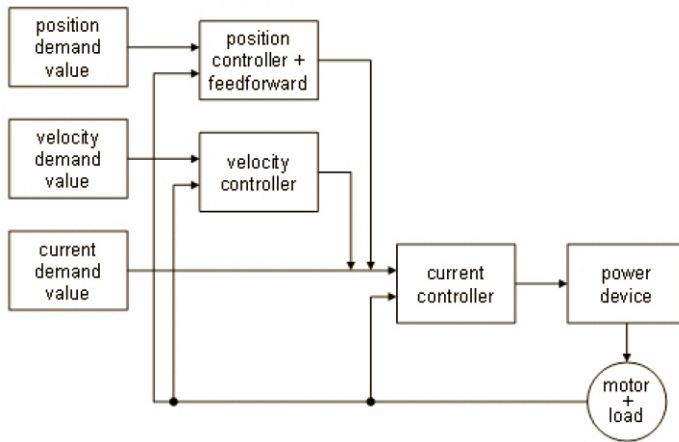 position
demand
value
position
controller +
feedforward
velocity
demand
value
velocity
controller
current
demand
value
current
controller
power
device
motor
+
load